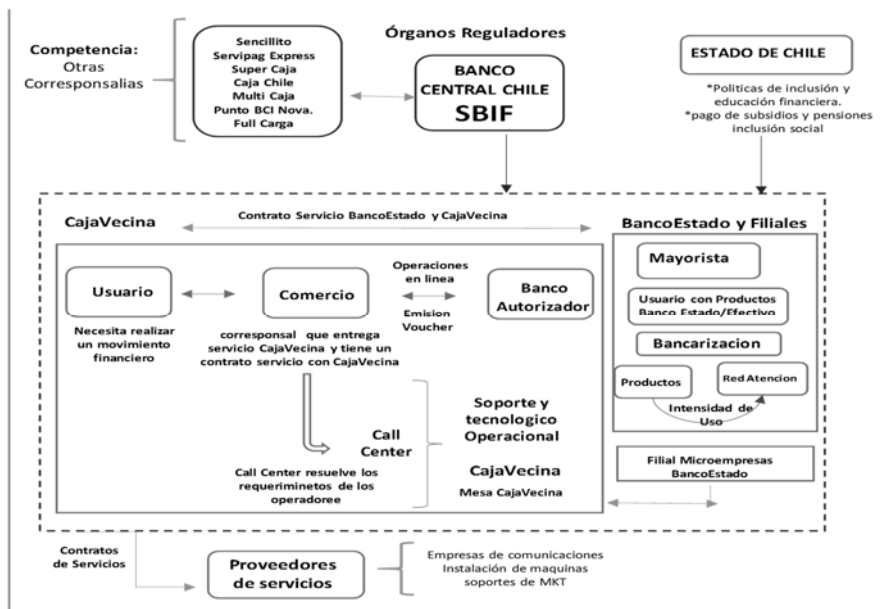 Competencia:
Otras
Corresponsalias
Sencillito
Servipag Express
Super Caja
Caja Chile
Multi Caja
Punto BCI Nova.
Full Carga
Órganos Reguladores
BANCO
CENTRAL CHILE
SBIF
ESTADO DE CHILE
*Politicas de inclusión y
educación financiera.
*pago de subsidios y pensiones
inclusión social
CajaVecina
Contrato Servicio BancoEstado y CajaVecina
BancoEstado y Filiales
Usuario
Necesita realizar
un movimiento
financiero
Comercio
corresponsal que entrega
servicio CajaVecina y tiene un
contrato servicio con CajaVecina
Operaciones
en linea
Emision
Voucher
Banco
Autorizador
Mayorista
Usuario con Productos
Banco Estado/Efectivo
Bancarizacion
Productos
Red Atencion
Intensidad de
Uso
Call
Center
Call Center resuelve los
requeriminetos de los
operadoree
Soporte y
tecnologico
Operacional
CajaVecina
Mesa CajaVecina
Filial Microempresas
BancoEstado
Contratos
de Servicios
Proveedores
de servicios
Empresas de comunicaciones
Instalación de maquinas
soportes de MKT